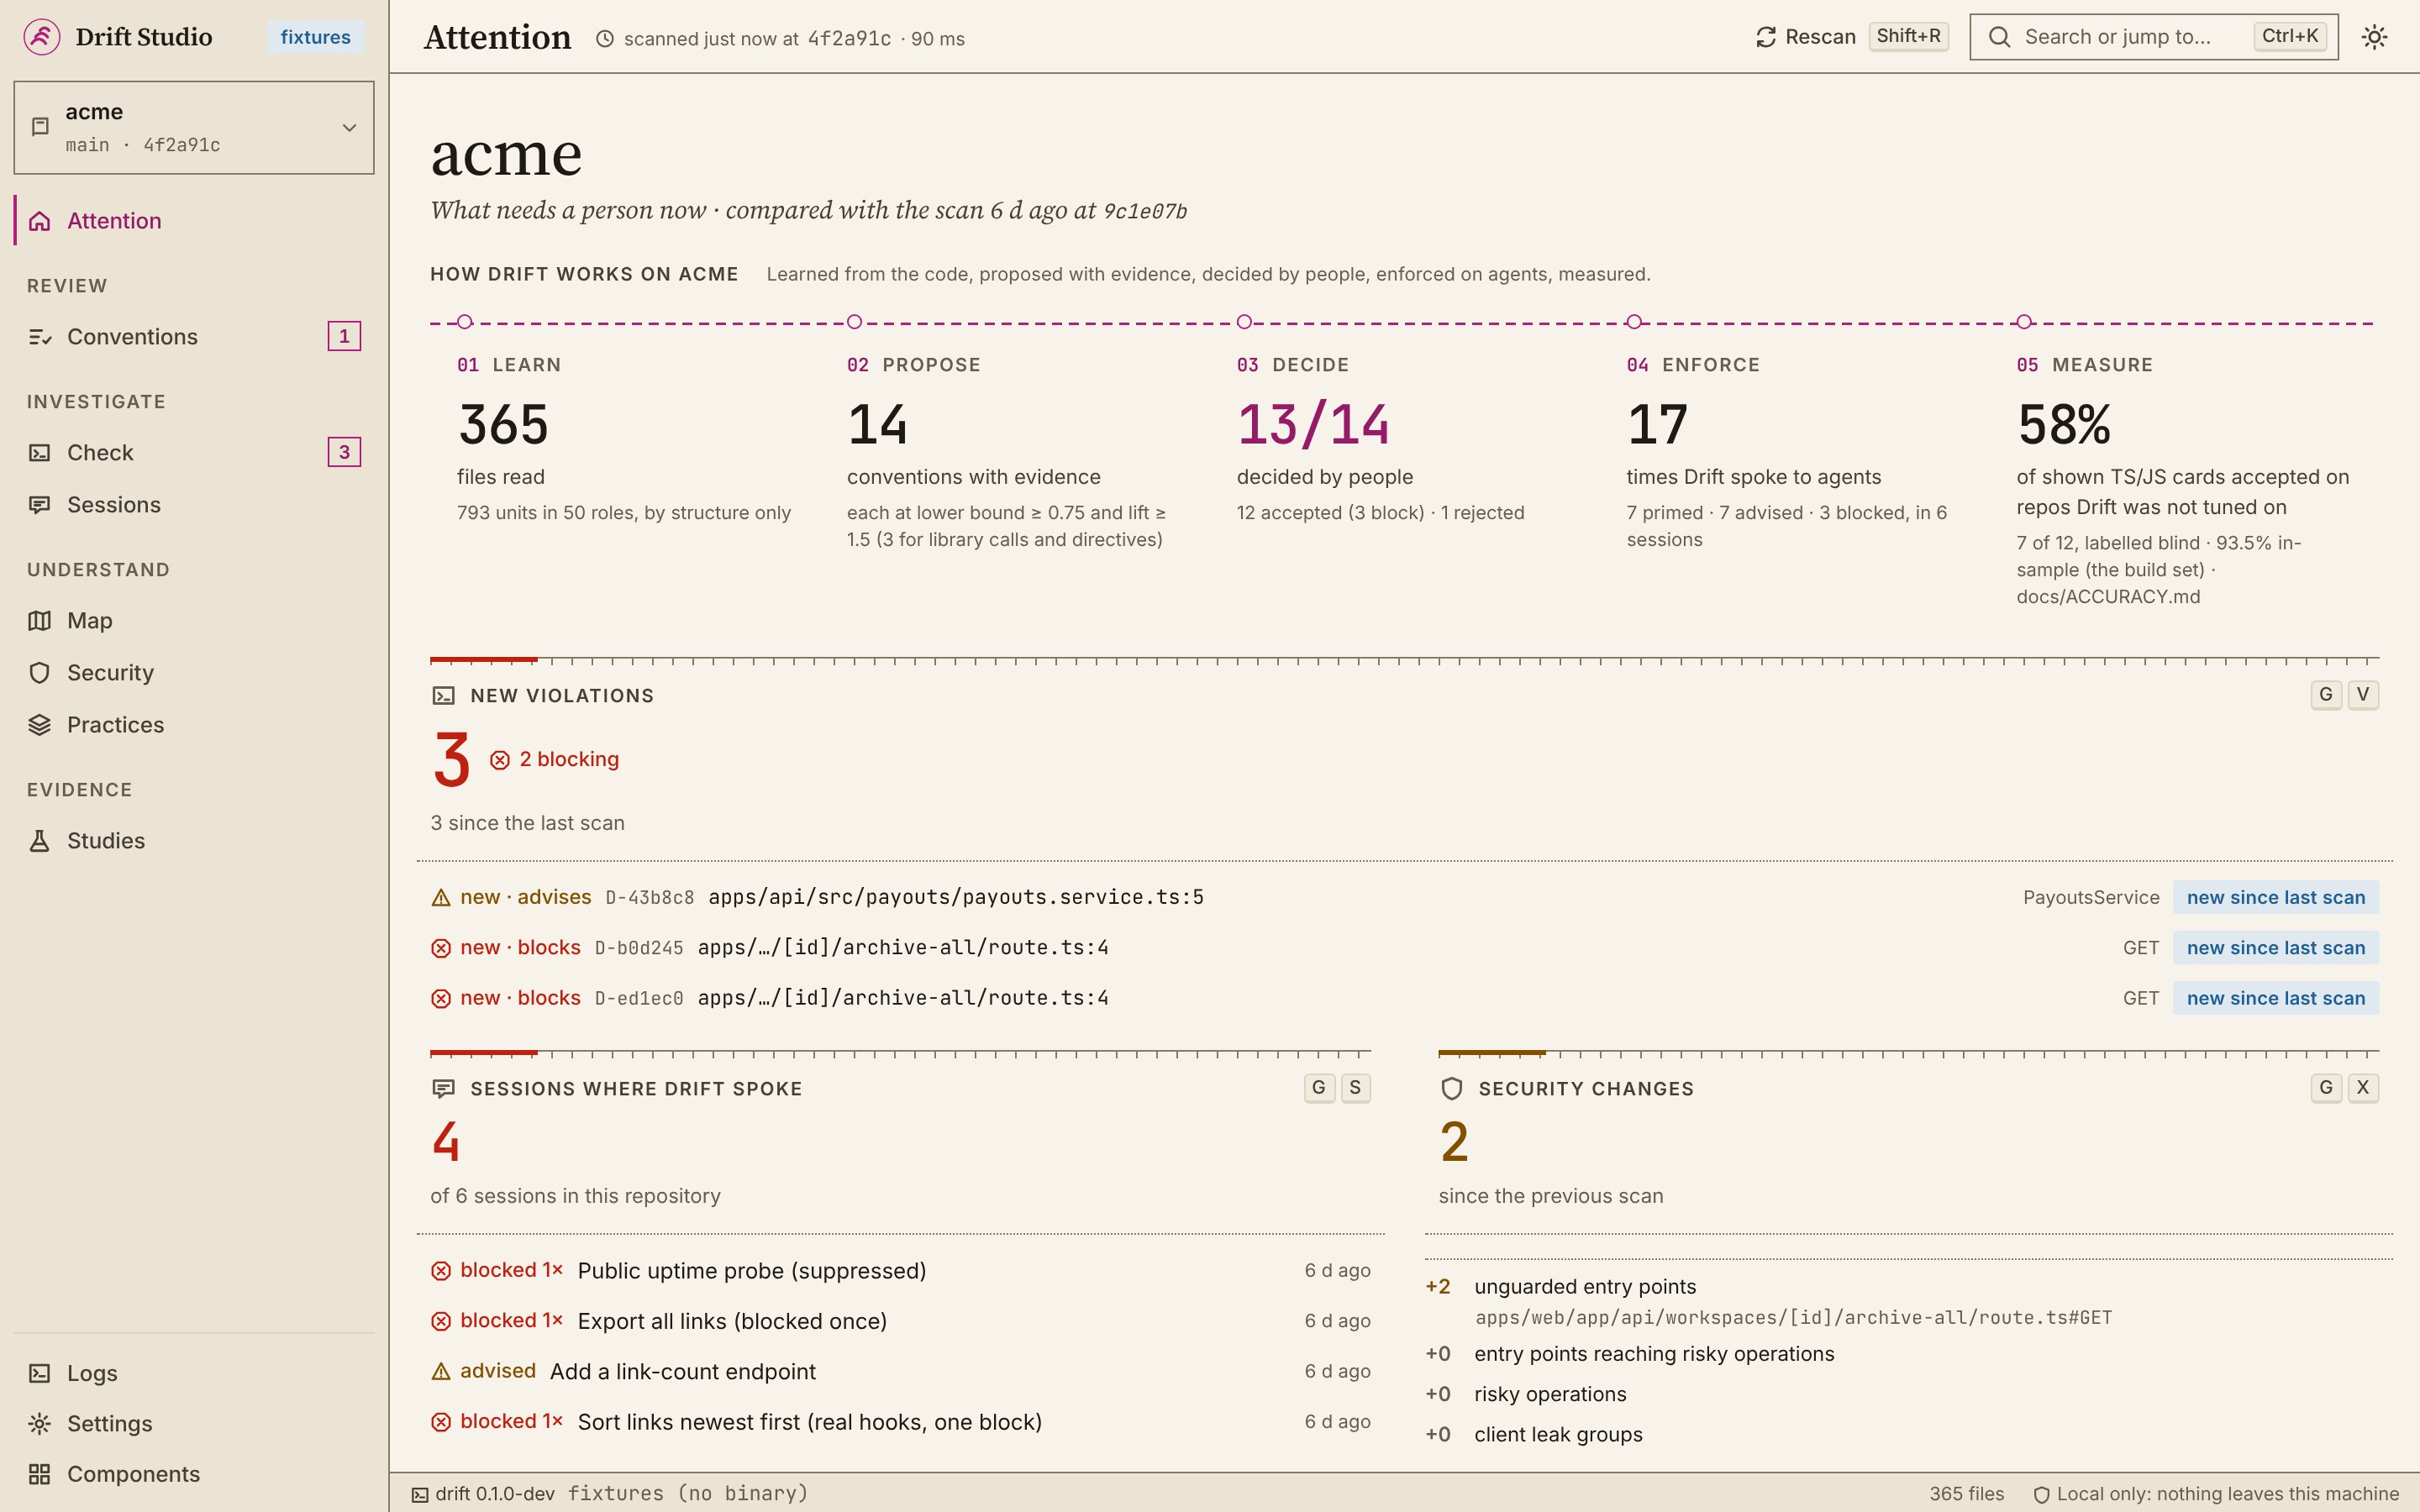 Drift Studio
fixtures
acme
main · 4f2a91c
Attention
REVIEW
Conventions 1
INVESTIGATE
Check 3
Sessions
UNDERSTAND
Map
Security
Practices
EVIDENCE
Studies
Logs
Settings
Components
Attention
scanned just now at 4f2a91c · 90 ms
Rescan Shift+R
Search or jump to... Ctrl+K
acme
What needs a person now · compared with the scan 6 d ago at 9c1e07b
HOW DRIFT WORKS ON ACME Learned from the code, proposed with evidence, decided by people, enforced on agents, measured.
01 LEARN
365
files read
793 units in 50 roles, by structure only
02 PROPOSE
14
conventions with evidence
each at lower bound ≥ 0.75 and lift ≥
1.5 (3 for library calls and directives)
03 DECIDE
13/14
decided by people
12 accepted (3 block) · 1 rejected
04 ENFORCE
17
times Drift spoke to agents
7 primed · 7 advised · 3 blocked, in 6
sessions
05 MEASURE
58%
of shown TS/JS cards accepted on
repos Drift was not tuned on
7 of 12, labelled blind · 93.5% in-
sample (the build set) ·
docs/ACCURACY.md
NEW VIOLATIONS G V
3 2 blocking
3 since the last scan
new · advises D-43b8c8 apps/api/src/payouts/payouts.service.ts:5 PayoutsService new since last scan
new · blocks D-b0d245 apps/…/[id]/archive-all/route.ts:4 GET new since last scan
new · blocks D-ed1ec0 apps/…/[id]/archive-all/route.ts:4 GET new since last scan
SESSIONS WHERE DRIFT SPOKE G S
4
of 6 sessions in this repository
blocked 1× Public uptime probe (suppressed) 6 d ago
blocked 1× Export all links (blocked once) 6 d ago
advised Add a link-count endpoint 6 d ago
blocked 1× Sort links newest first (real hooks, one block) 6 d ago
SECURITY CHANGES G X
2
since the previous scan
+2 unguarded entry points
apps/web/app/api/workspaces/[id]/archive-all/route.ts#GET
+0 entry points reaching risky operations
+0 risky operations
+0 client leak groups
drift 0.1.0-dev fixtures (no binary)
365 files Local only: nothing leaves this machine